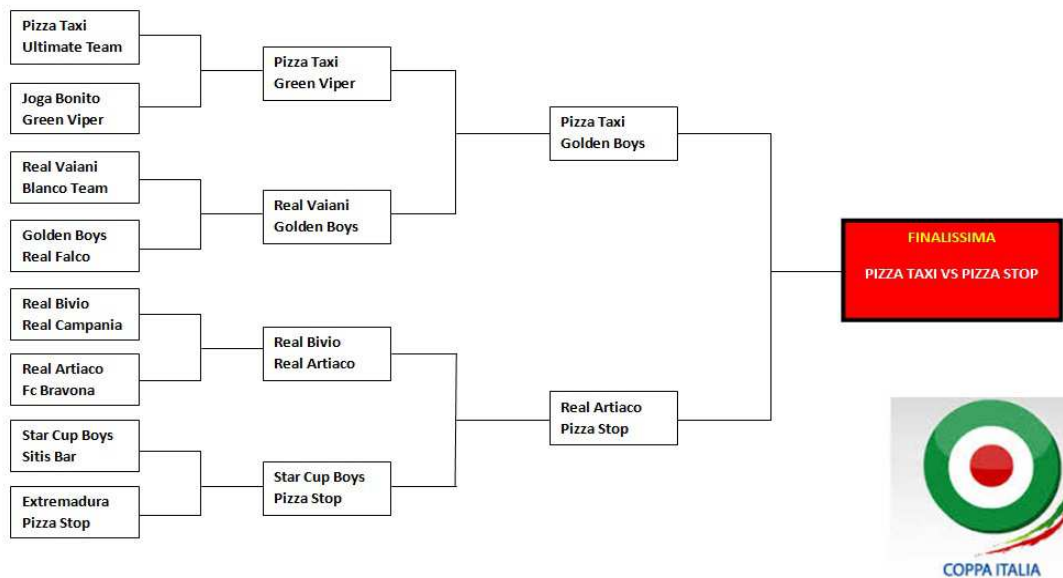 Pizza Taxi
Ultimate Team
Joga Bonito
Green Viper
Real Vaiani
Blanco Team
Golden Boys
Real Falco
Real Bivio
Real Campania
Real Artiaco
Fc Bravona
Star Cup Boys
Sitis Bar
Extremadura
Pizza Stop
Pizza Taxi
Green Viper
Real Vaiani
Golden Boys
Real Bivio
Real Artiaco
Star Cup Boys
Pizza Stop
Pizza Taxi
Golden Boys
Real Artiaco
Pizza Stop
FINALISSIMA
PIZZA TAXI VS PIZZA STOP
COPPA ITALIA